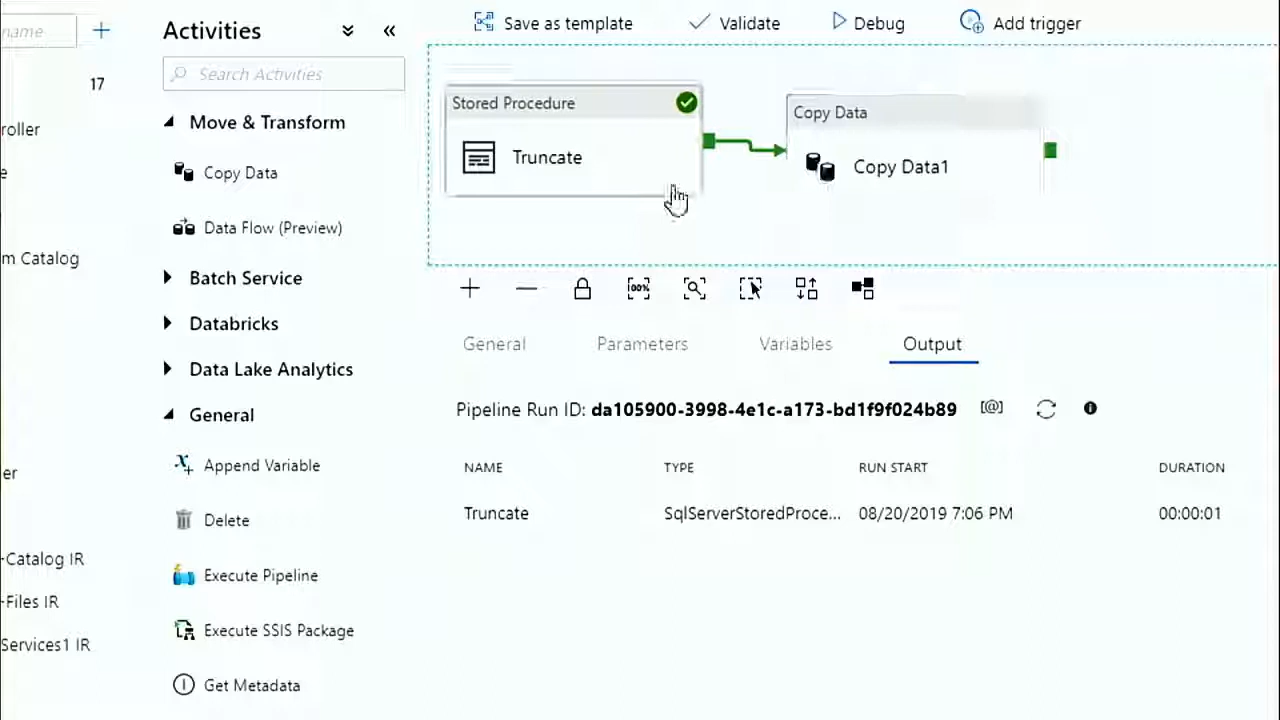 name
17
roller
e
m Catalog
er
-Catalog IR
-Files IR
Services1 IR
Activities
Search Activities
Move & Transform
Copy Data
Data Flow (Preview)
Batch Service
Databricks
Data Lake Analytics
General
Append Variable
Delete
Execute Pipeline
Execute SSIS Package
Get Metadata
Save as template Validate Debug Add trigger
Stored Procedure
Truncate
Copy Data
Copy Data1
100%
General Parameters Variables Output
Pipeline Run ID: da105900-3998-4e1c-a173-bd1f9f024b89 [@]
NAME TYPE RUN START DURATION
Truncate SqlServerStoredProce... 08/20/2019 7:06 PM 00:00:01